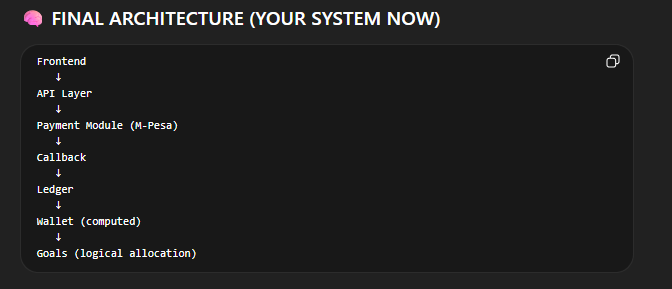 🧠 FINAL ARCHITECTURE (YOUR SYSTEM NOW)
Frontend
↓
API Layer
↓
Payment Module (M-Pesa)
↓
Callback
↓
Ledger
↓
Wallet (computed)
↓
Goals (logical allocation)